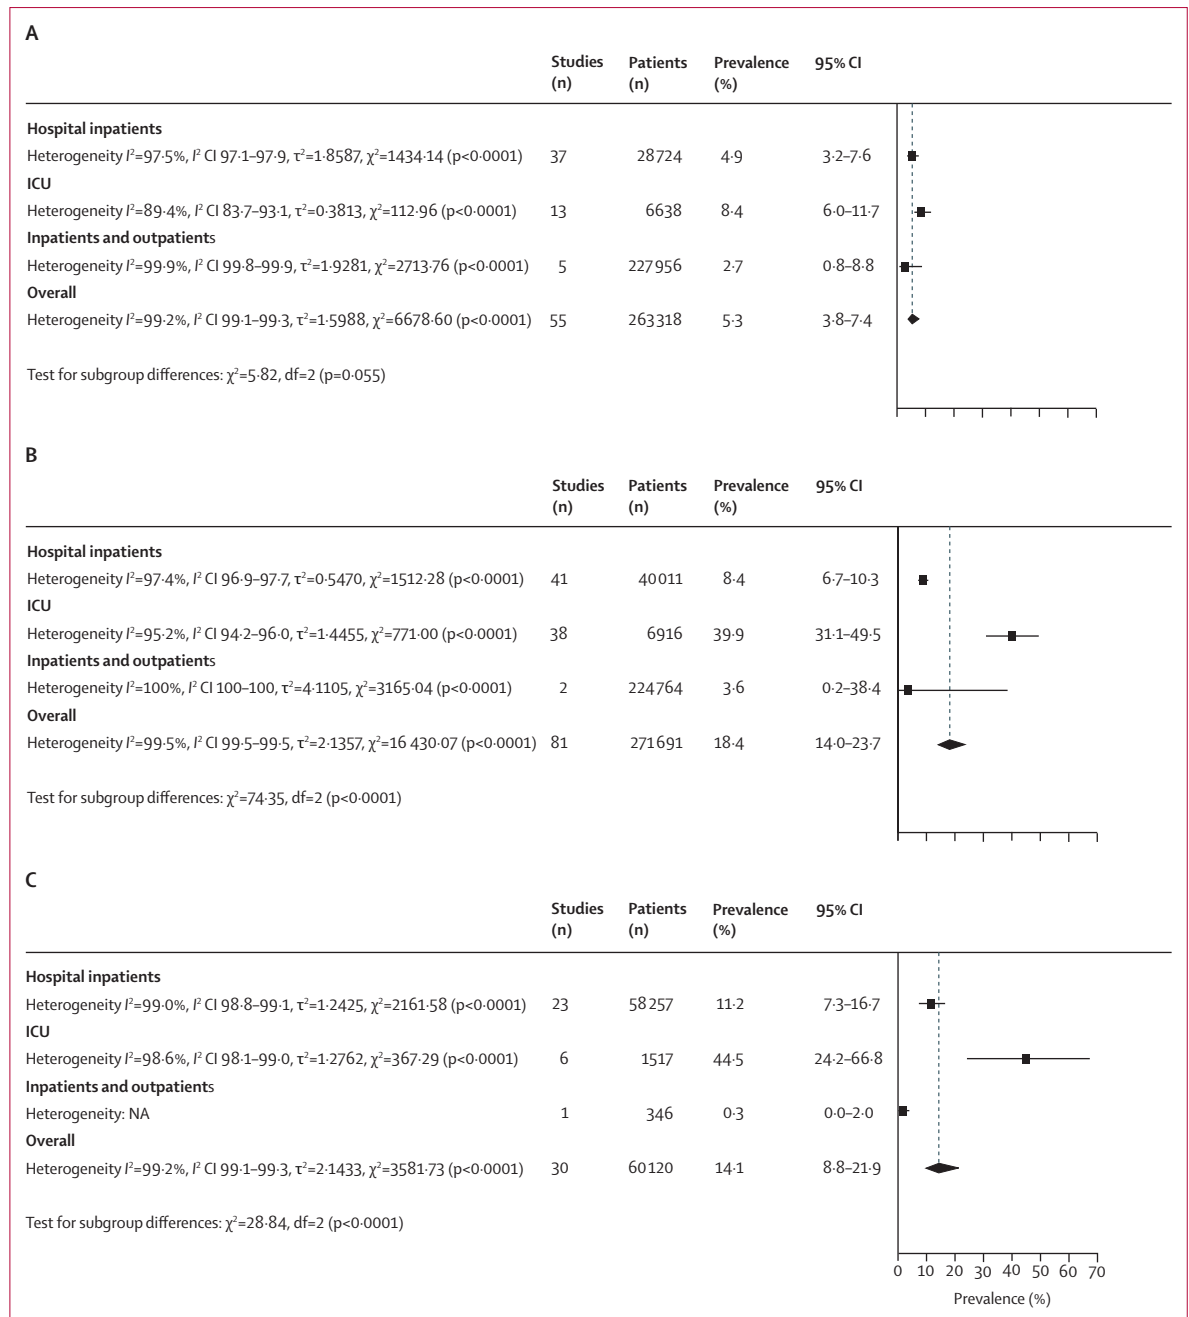 A
Studies (n) Patients (n) Prevalence (%) 95% CI
Hospital inpatients
Heterogeneity I²=97·5%, I² CI 97·1–97·9, τ²=1·8587, χ²=1434·14 (p<0·0001) 37 28 724 4·9 3·2–7·6
ICU
Heterogeneity I²=89·4%, I² CI 83·7–93·1, τ²=0·3813, χ²=112·96 (p<0·0001) 13 6638 8·4 6·0–11·7
Inpatients and outpatients
Heterogeneity I²=99·9%, I² CI 99·8–99·9, τ²=1·9281, χ²=2713·76 (p<0·0001) 5 227 956 2·7 0·8–8·8
Overall
Heterogeneity I²=99·2%, I² CI 99·1–99·3, τ²=1·5988, χ²=6678·60 (p<0·0001) 55 263 318 5·3 3·8–7·4
Test for subgroup differences: χ²=5·82, df=2 (p=0·055)
B
Studies (n) Patients (n) Prevalence (%) 95% CI
Hospital inpatients
Heterogeneity I²=97·4%, I² CI 96·9–97·7, τ²=0·5470, χ²=1512·28 (p<0·0001) 41 40 011 8·4 6·7–10·3
ICU
Heterogeneity I²=95·2%, I² CI 94·2–96·0, τ²=1·4455, χ²=771·00 (p<0·0001) 38 6916 39·9 31·1–49·5
Inpatients and outpatients
Heterogeneity I²=100%, I² CI 100–100, τ²=4·1105, χ²=3165·04 (p<0·0001) 2 224 764 3·6 0·2–38·4
Overall
Heterogeneity I²=99·5%, I² CI 99·5–99·5, τ²=2·1357, χ²=16 430·07 (p<0·0001) 81 271 691 18·4 14·0–23·7
Test for subgroup differences: χ²=74·35, df=2 (p<0·0001)
C
Studies (n) Patients (n) Prevalence (%) 95% CI
Hospital inpatients
Heterogeneity I²=99·0%, I² CI 98·8–99·1, τ²=1·2425, χ²=2161·58 (p<0·0001) 23 58 257 11·2 7·3–16·7
ICU
Heterogeneity I²=98·6%, I² CI 98·1–99·0, τ²=1·2762, χ²=367·29 (p<0·0001) 6 1517 44·5 24·2–66·8
Inpatients and outpatients
Heterogeneity: NA 1 346 0·3 0·0–2·0
Overall
Heterogeneity I²=99·2%, I² CI 99·1–99·3, τ²=2·1433, χ²=3581·73 (p<0·0001) 30 60 120 14·1 8·8–21·9
Test for subgroup differences: χ²=28·84, df=2 (p<0·0001)
0 10 20 30 40 50 60 70
Prevalence (%)